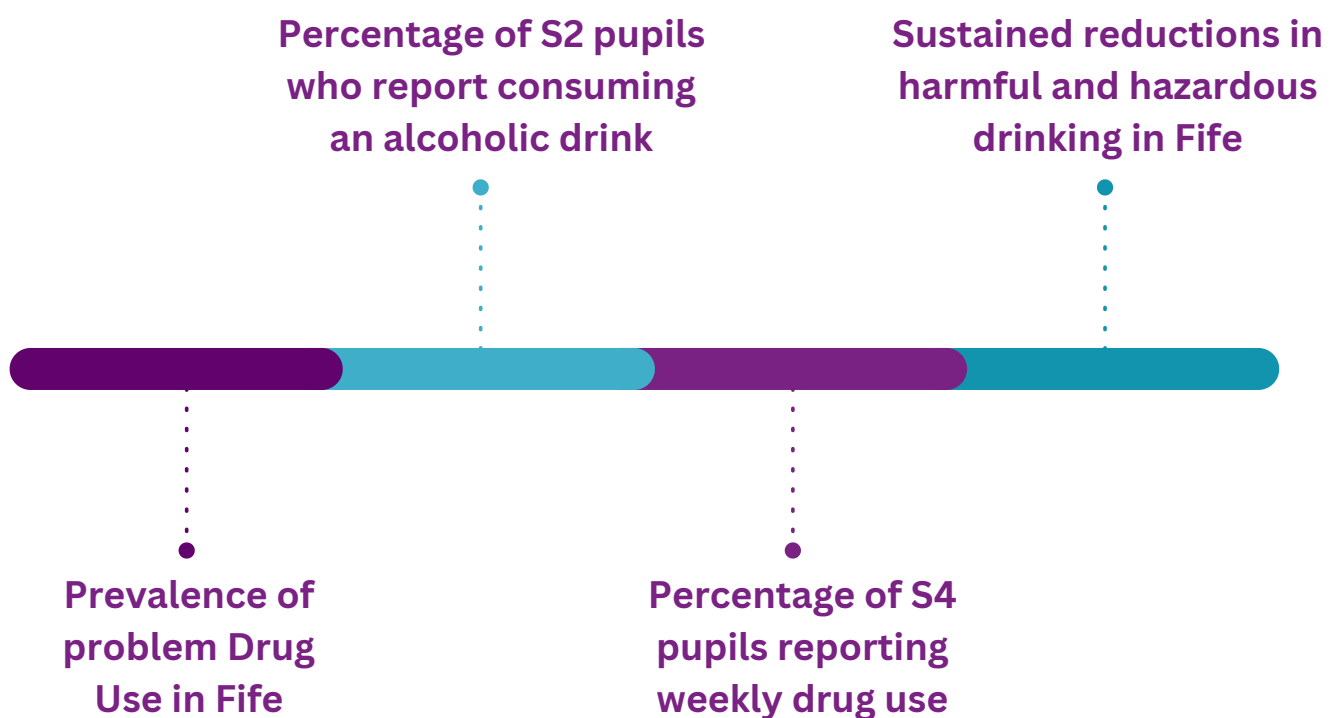 Percentage of S2 pupils
who report consuming
an alcoholic drink
Sustained reductions in
harmful and hazardous
drinking in Fife
Prevalence of
problem Drug
Use in Fife
Percentage of S4
pupils reporting
weekly drug use